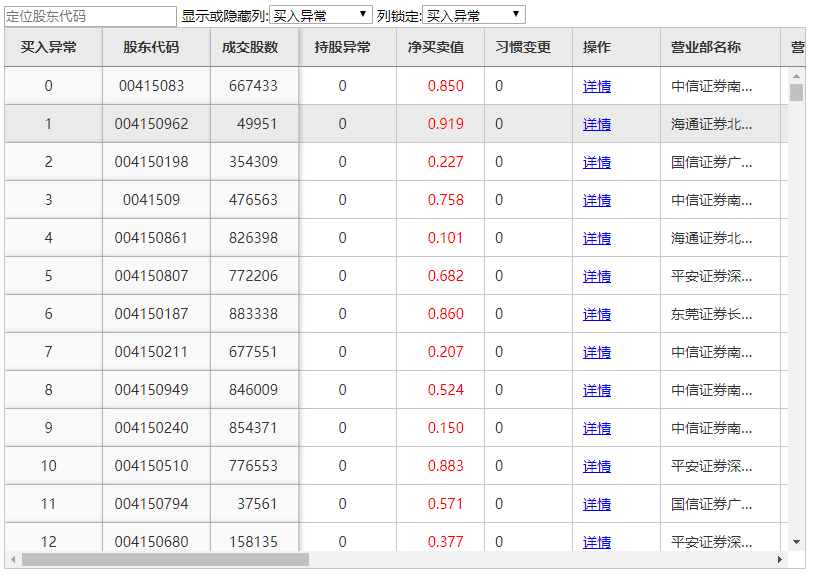 定位股东代码 显示或隐藏列: 买入异常 列锁定: 买入异常
买入异常 股东代码 成交股数 持股异常 净买卖值 习惯变更 操作 营业部名称 营
0 00415083 667433 0 0.850 0 详情 中信证券南...
1 004150962 49951 0 0.919 0 详情 海通证券北...
2 004150198 354309 0 0.227 0 详情 国信证券广...
3 0041509 476563 0 0.758 0 详情 中信证券南...
4 004150861 826398 0 0.101 0 详情 海通证券北...
5 004150807 772206 0 0.682 0 详情 平安证券深...
6 004150187 883338 0 0.860 0 详情 东莞证券长...
7 004150211 677551 0 0.207 0 详情 中信证券南...
8 004150949 846009 0 0.524 0 详情 中信证券南...
9 004150240 854371 0 0.150 0 详情 中信证券南...
10 004150510 776553 0 0.883 0 详情 平安证券深...
11 004150794 37561 0 0.571 0 详情 国信证券广...
12 004150680 158135 0 0.377 0 详情 平安证券深...